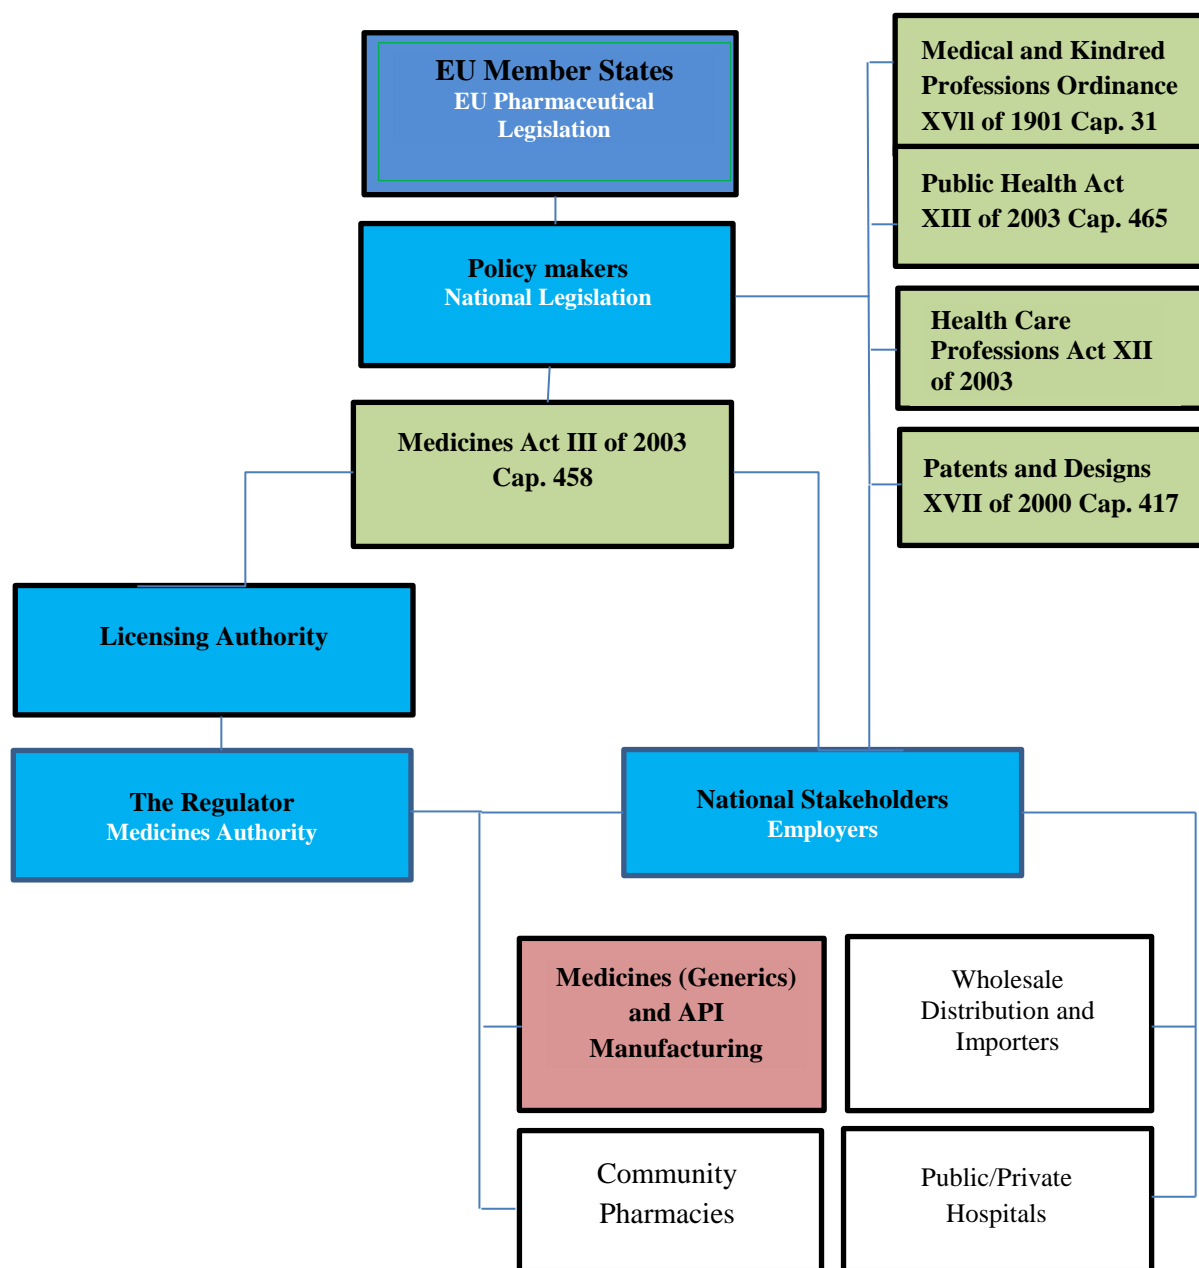 EU Member States
EU Pharmaceutical
Legislation
Medical and Kindred
Professions Ordinance
XVll of 1901 Cap. 31
Public Health Act
XIII of 2003 Cap. 465
Policy makers
National Legislation
Health Care
Professions Act XII
of 2003
Medicines Act III of 2003
Cap. 458
Patents and Designs
XVII of 2000 Cap. 417
Licensing Authority
The Regulator
Medicines Authority
National Stakeholders
Employers
Medicines (Generics)
and API
Manufacturing
Wholesale
Distribution and
Importers
Community
Pharmacies
Public/Private
Hospitals